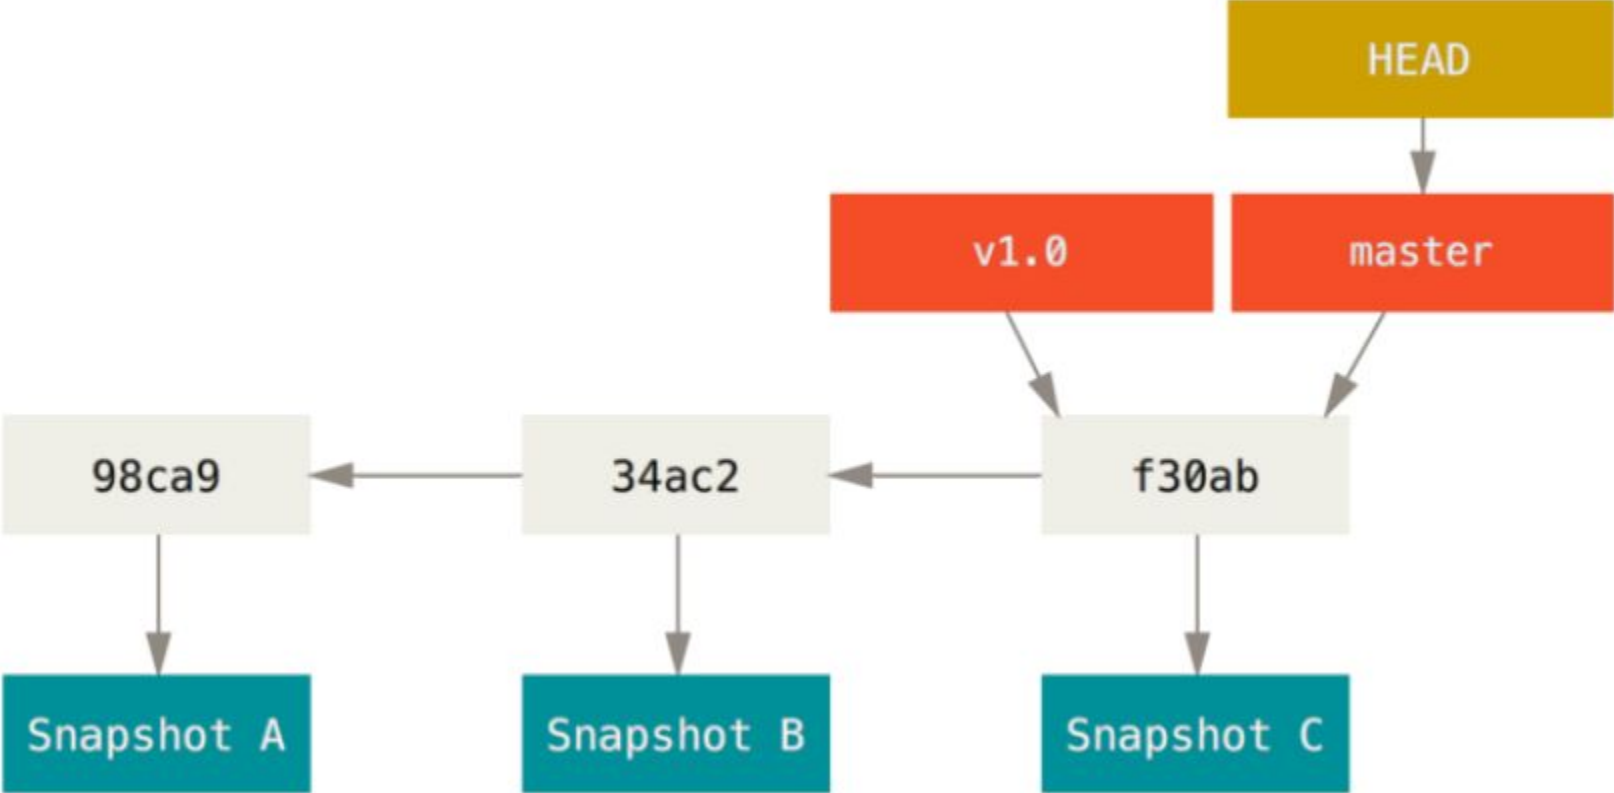 HEAD
v1.0
master
98ca9
34ac2
f30ab
Snapshot A
Snapshot B
Snapshot C